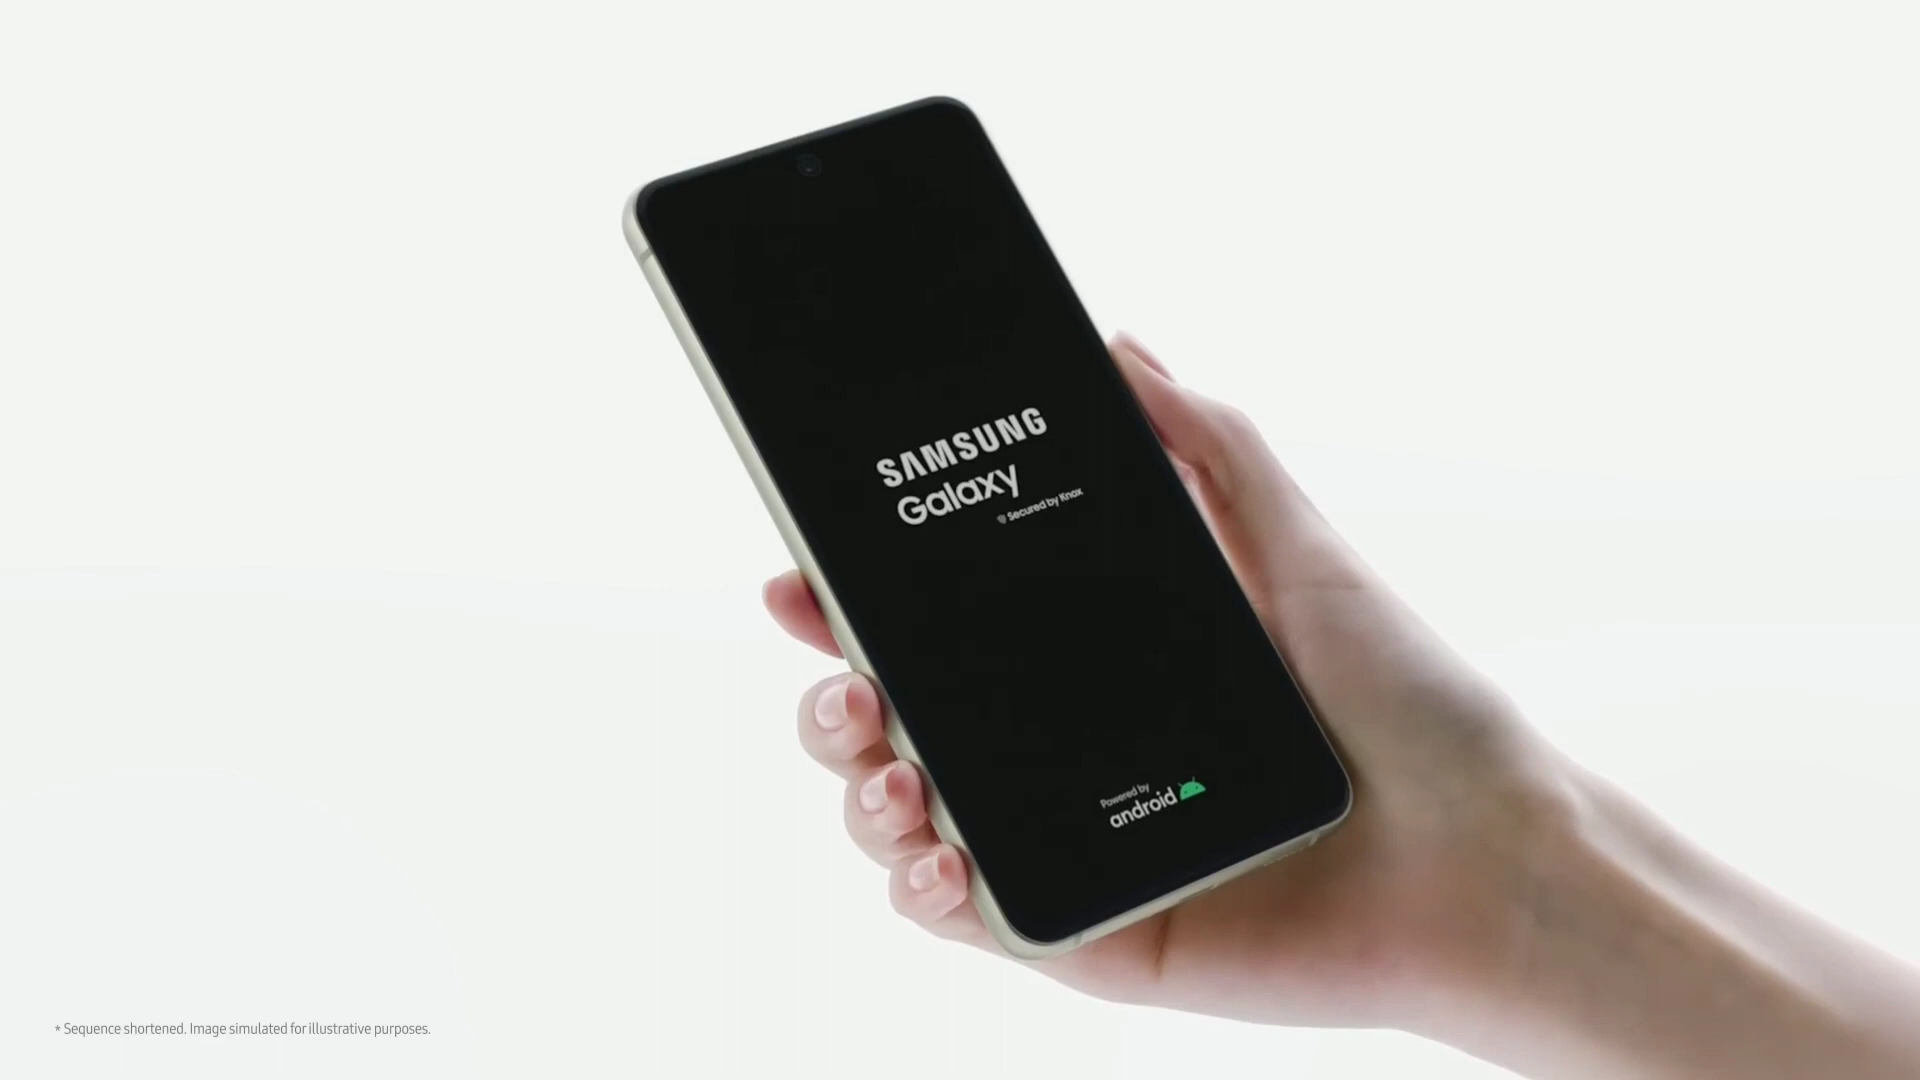 SAMSUNG
Galaxy
Secured by Knox
Powered by
android
* Sequence shortened. Image simulated for illustrative purposes.